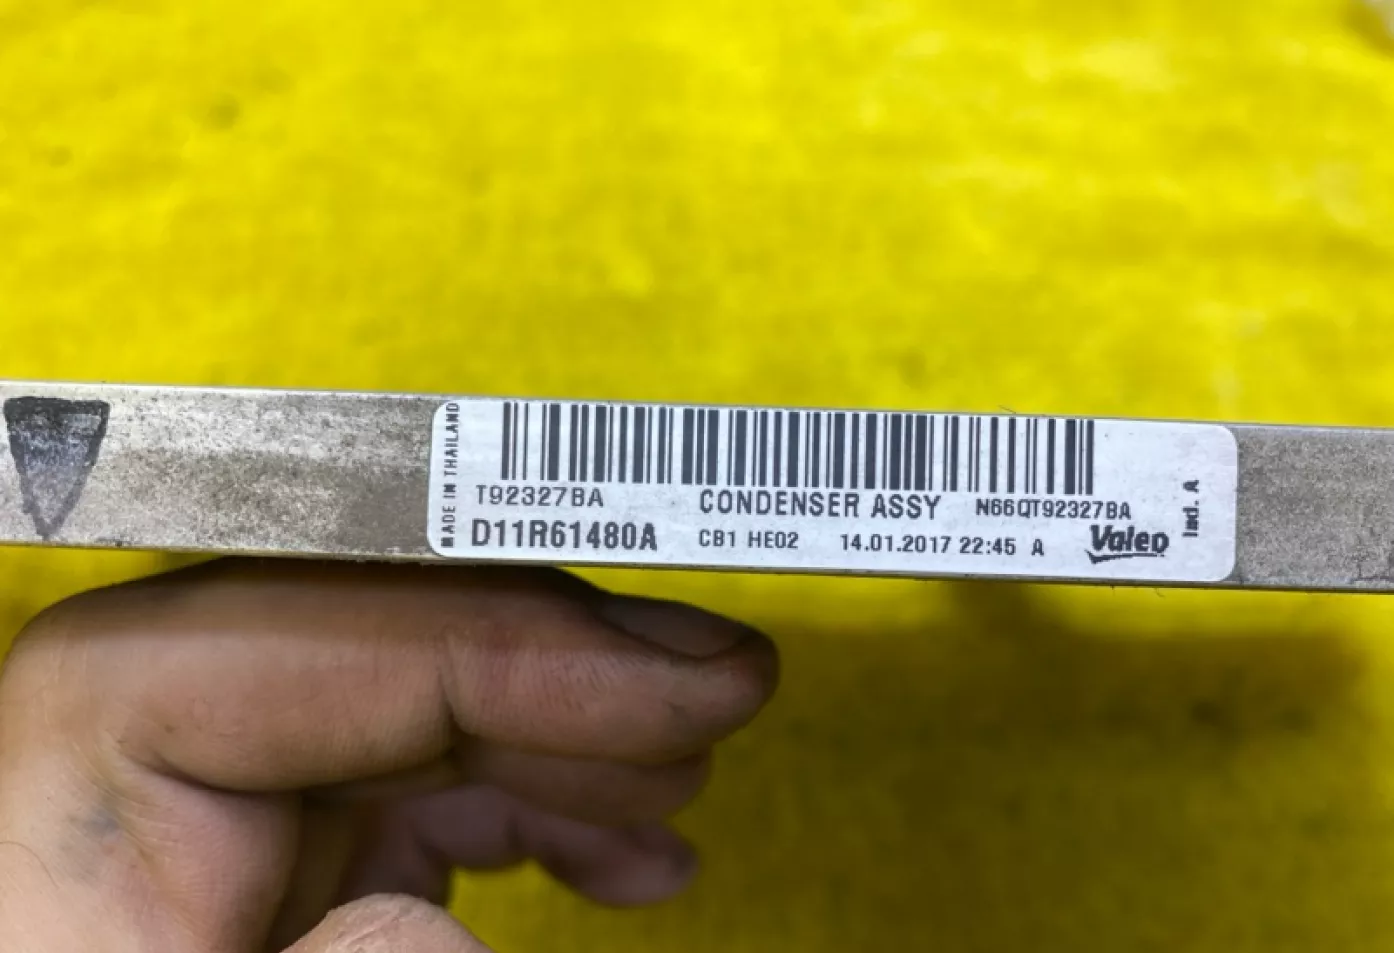 MADE IN THAILAND
T92327BA CONDENSER ASSY N66QT92327BA
D11R61480A CB1 HE02 14.01.2017 22:45 A Valeo
Ind. A